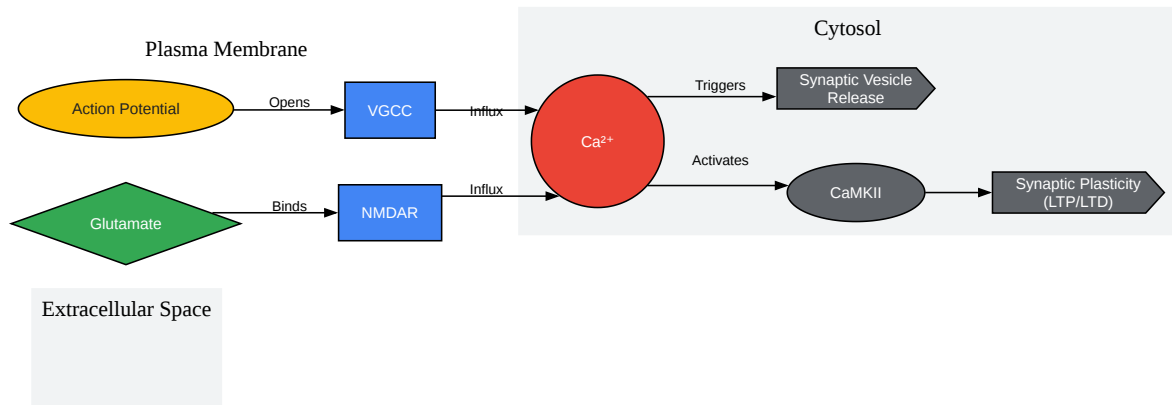 Cytosol
Plasma Membrane
Action Potential
Opens
VGCC
Influx
Ca²⁺
Triggers
Synaptic Vesicle
Release
Glutamate
Binds
NMDAR
Influx
Activates
CaMKII
Synaptic Plasticity
(LTP/LTD)
Extracellular Space